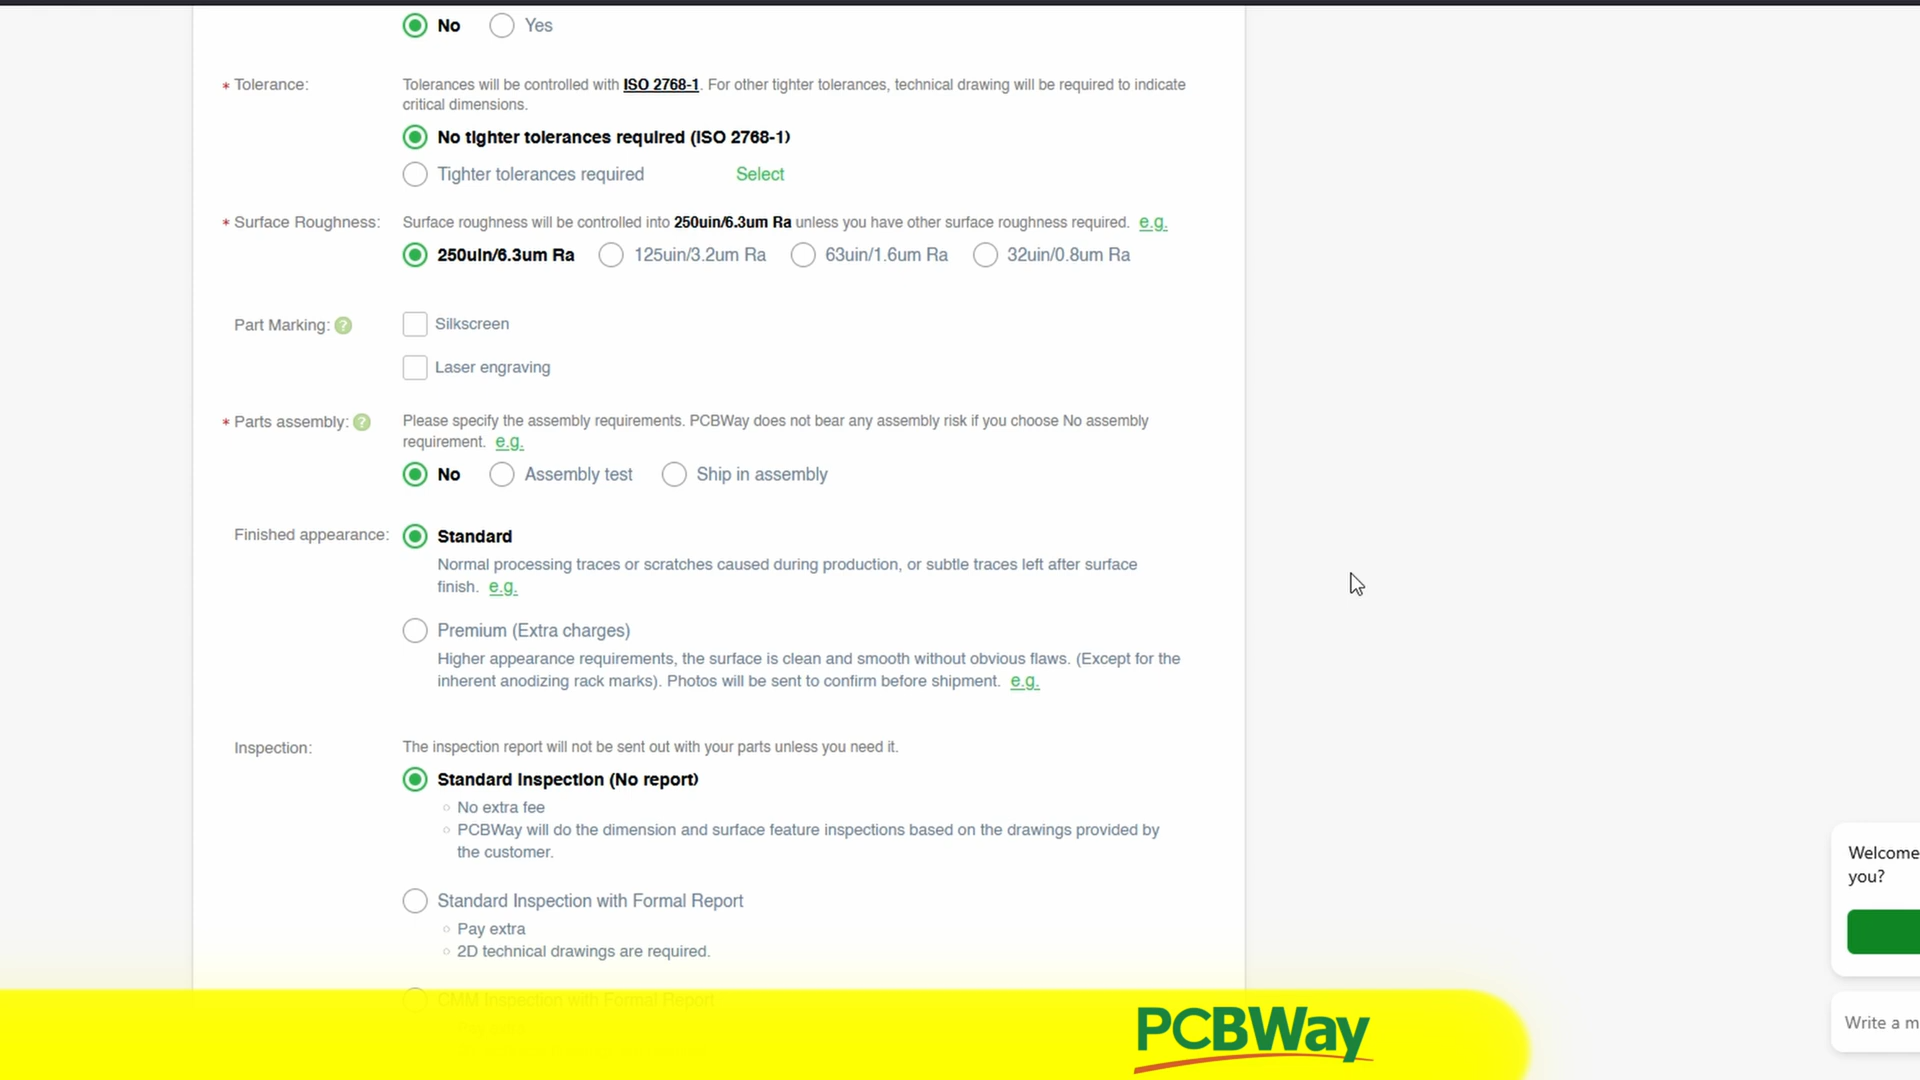 No Yes
* Tolerance: Tolerances will be controlled with ISO 2768-1. For other tighter tolerances, technical drawing will be required to indicate
critical dimensions.
No tighter tolerances required (ISO 2768-1)
Tighter tolerances required Select
* Surface Roughness: Surface roughness will be controlled into 250uin/6.3um Ra unless you have other surface roughness required. e.g.
250uin/6.3um Ra 125uin/3.2um Ra 63uin/1.6um Ra 32uin/0.8um Ra
Part Marking: ? Silkscreen
Laser engraving
* Parts assembly: ? Please specify the assembly requirements. PCBWay does not bear any assembly risk if you choose No assembly
requirement. e.g.
No Assembly test Ship in assembly
Finished appearance: Standard
Normal processing traces or scratches caused during production, or subtle traces left after surface
finish. e.g.
Premium (Extra charges)
Higher appearance requirements, the surface is clean and smooth without obvious flaws. (Except for the
inherent anodizing rack marks). Photos will be sent to confirm before shipment. e.g.
Inspection: The inspection report will not be sent out with your parts unless you need it.
Standard Inspection (No report)
No extra fee
PCBWay will do the dimension and surface feature inspections based on the drawings provided by
the customer.
Standard Inspection with Formal Report
Pay extra
2D technical drawings are required.
CMM Inspection with Formal Report
Welcome
you?
Write a m
PCBWay